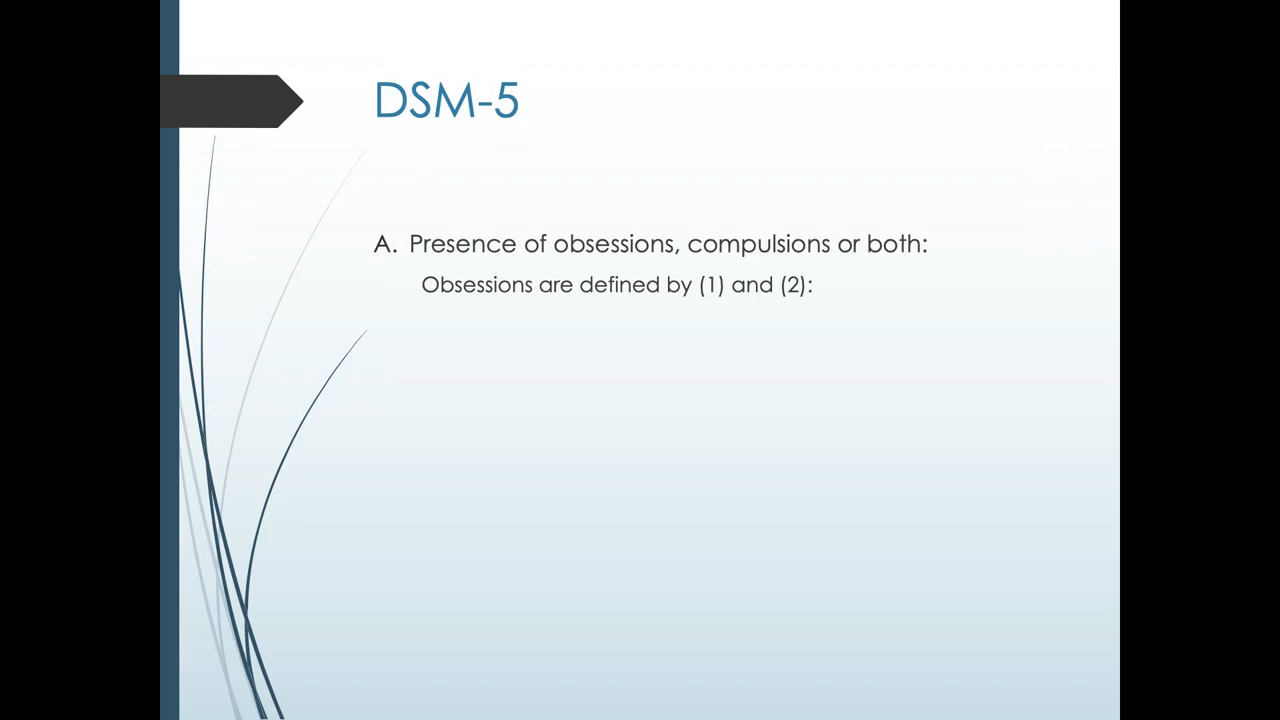 DSM-5
A. Presence of obsessions, compulsions or both:
Obsessions are defined by (1) and (2):